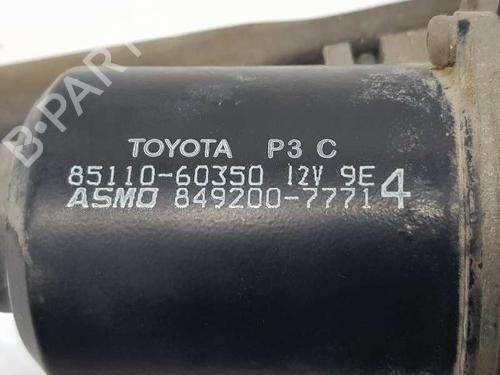 B-PARTS
TOYOTA P3 C
85110-60350 12V 9E
ASMO 849200-7771 4